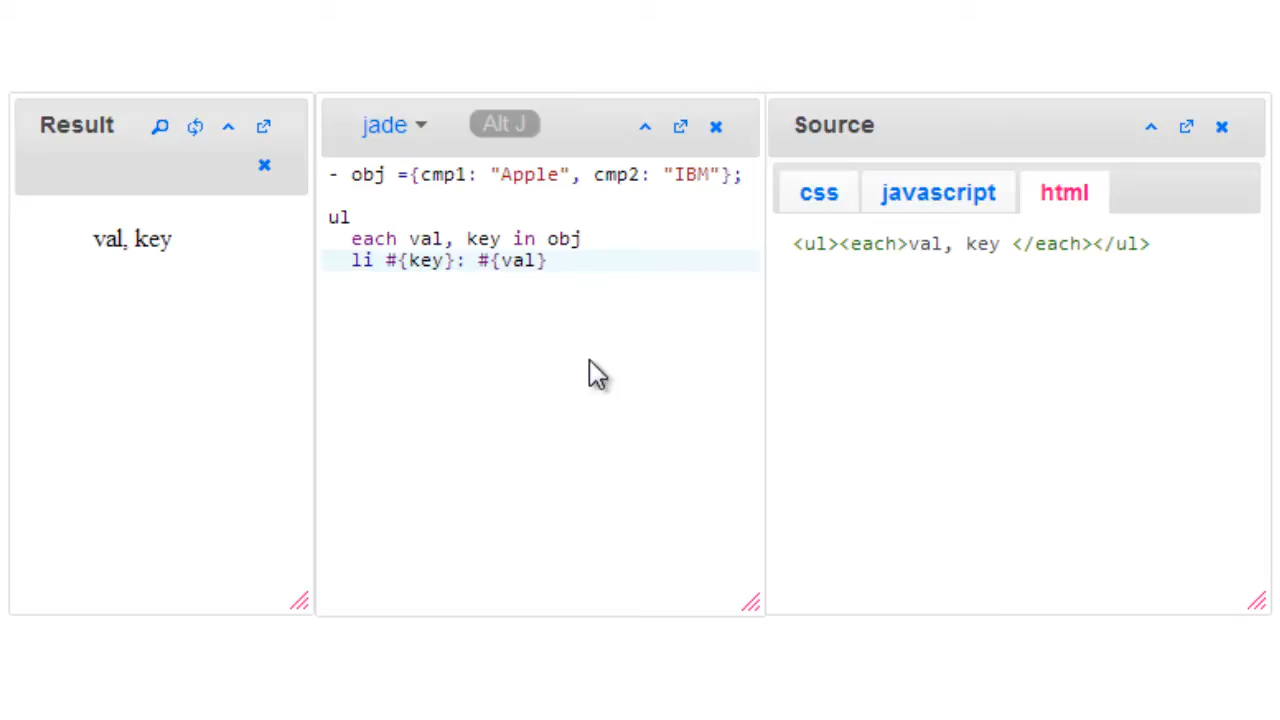 Result
val, key
jade Alt J
- obj ={cmp1: "Apple", cmp2: "IBM"};
ul
each val, key in obj
li #{key}: #{val}
Source
css javascript html
<ul><each>val, key </each></ul>